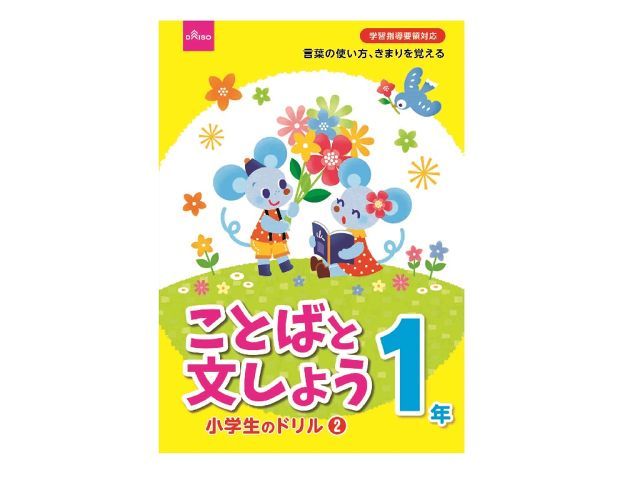 DAISO
学習指導要領対応
言葉の使い方、きまりを覚える
山
ことばと
文しょう
1年
小学生のドリル②